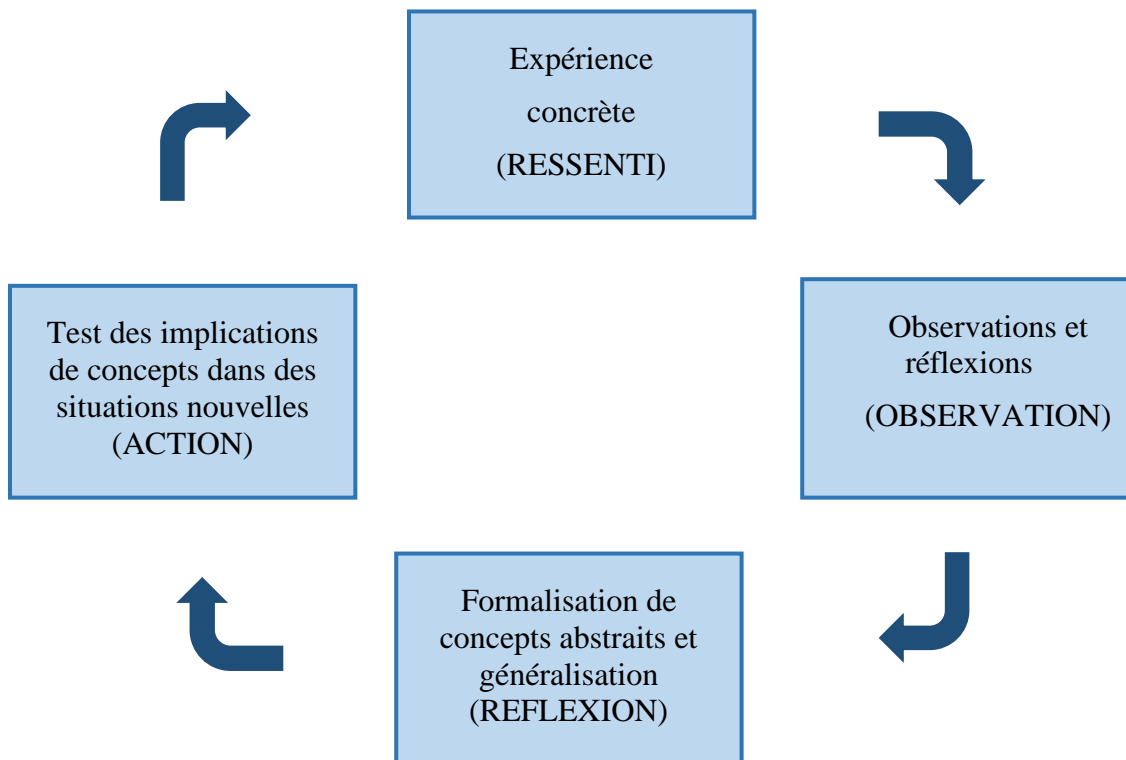 Expérience
concrète
(RESSENTI)
Observations et
réflexions
(OBSERVATION)
Formalisation de
concepts abstraits et
généralisation
(REFLEXION)
Test des implications
de concepts dans des
situations nouvelles
(ACTION)